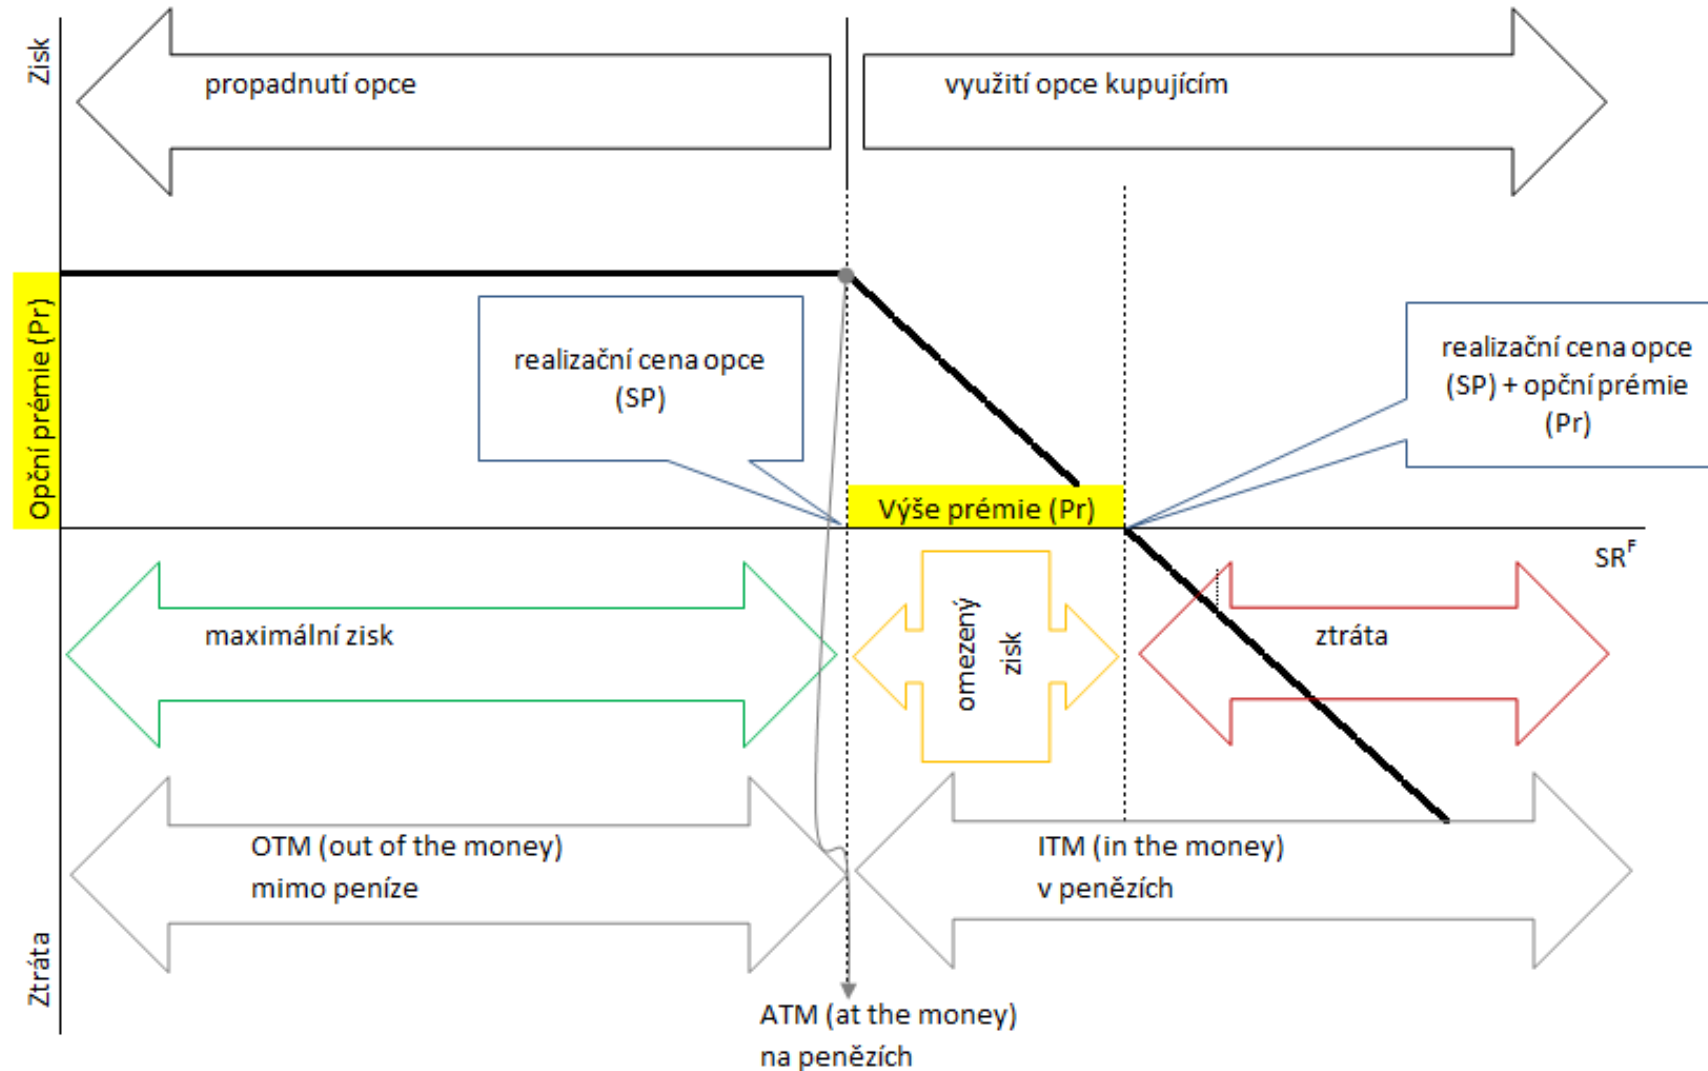 Zisk
propadnutí opce
využití opce kupujícím
Opční prémie (Pr)
realizační cena opce
(SP)
realizační cena opce
(SP) + opční prémie
(Pr)
Výše prémie (Pr)
SRF
maximální zisk
omezený
zisk
ztráta
OTM (out of the money)
mimo peníze
ITM (in the money)
v penězích
Ztráta
ATM (at the money)
na penězích